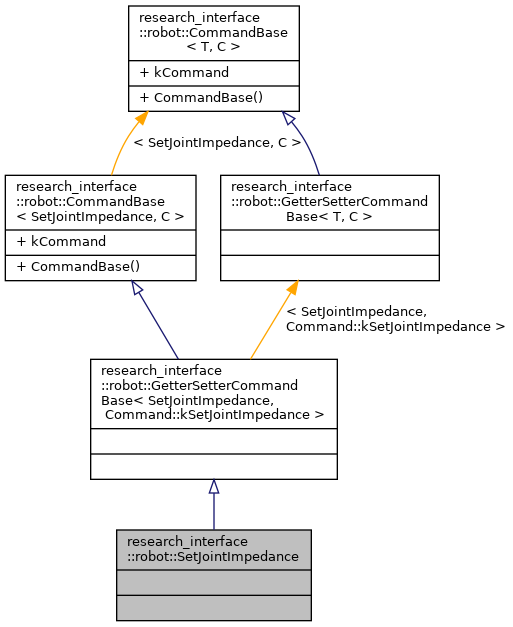 research_interface
::robot::CommandBase
< T, C >
+ kCommand
+ CommandBase()
< SetJointImpedance, C >
research_interface
::robot::CommandBase
< SetJointImpedance, C >
+ kCommand
+ CommandBase()
research_interface
::robot::GetterSetterCommand
Base< T, C >
< SetJointImpedance,
Command::kSetJointImpedance >
research_interface
::robot::GetterSetterCommand
Base< SetJointImpedance,
Command::kSetJointImpedance >
research_interface
::robot::SetJointImpedance